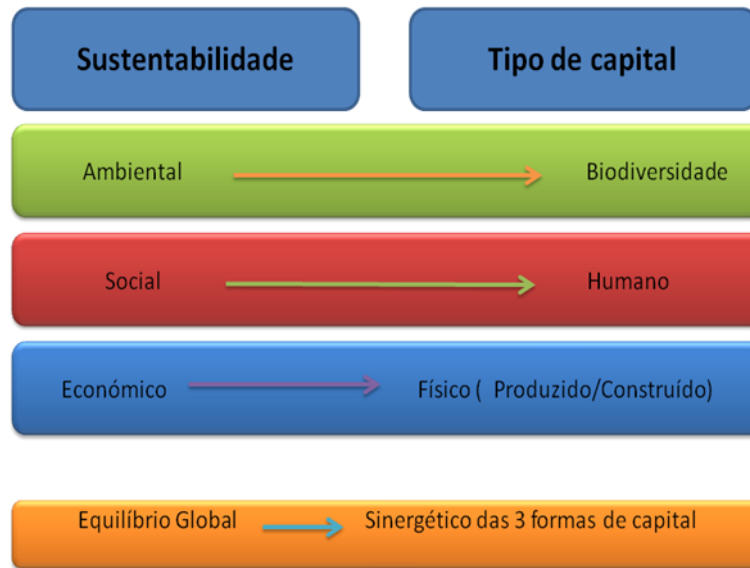 Sustentabilidade Tipo de capital
Ambiental Biodiversidade
Social Humano
Económico Físico ( Produzido/Construído)
Equilíbrio Global Sinergético das 3 formas de capital